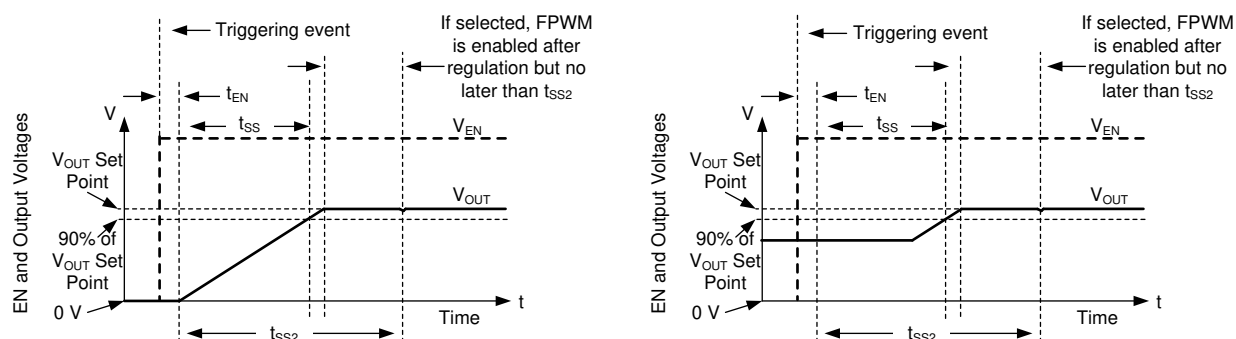 Triggering event
If selected, FPWM
is enabled after
regulation but no
later than tSS2
tEN
tSS
V
VEN
VOUT Set
Point
VOUT
90% of
VOUT Set
Point
0 V
t
Time
tSS2
EN and Output Voltages
Triggering event
If selected, FPWM
is enabled after
regulation but no
later than tSS2
tEN
tSS
V
VEN
VOUT Set
Point
VOUT
90% of
VOUT Set
Point
0 V
t
Time
tSS2
EN and Output Voltages